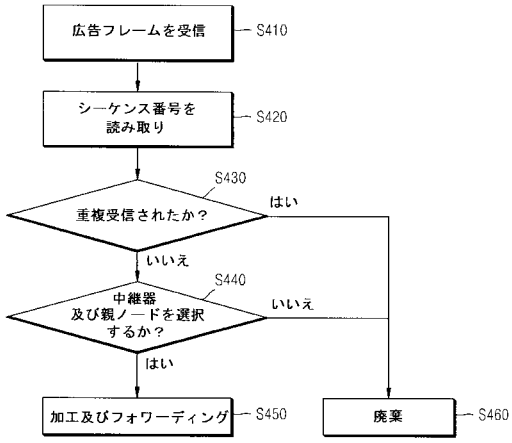 広告フレームを受信
S410
シーケンス番号を
読み取り
S420
S430
重複受信されたか？
はい
いいえ
S440
中継器
及び親ノードを選択
するか？
いいえ
はい
加工及びフォワーディング
S450
廃棄
S460